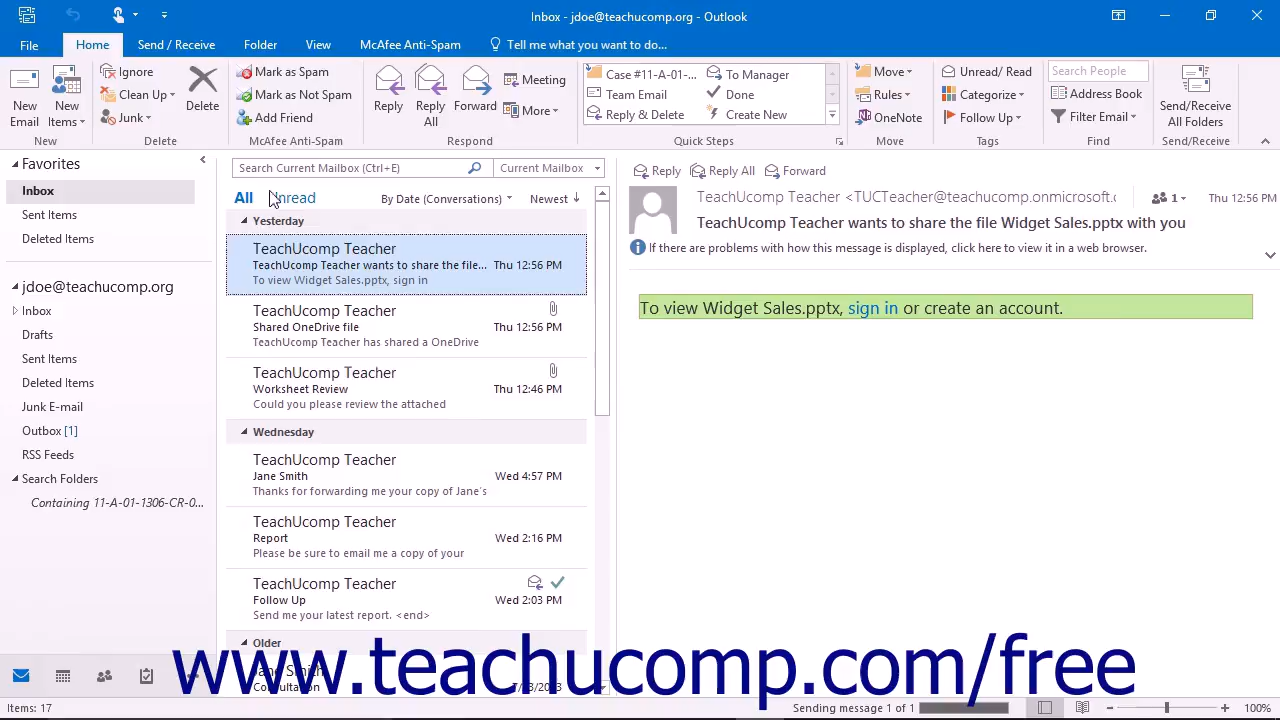 Inbox - jdoe@teachucomp.org - Outlook
File Home Send / Receive Folder View McAfee Anti-Spam Tell me what you want to do...
New Email
New Items
New
Ignore
Clean Up
Junk
Delete
Delete
Mark as Spam
Mark as Not Spam
Add Friend
McAfee Anti-Spam
Reply
Reply All
Forward
Meeting
More
Respond
Case #11-A-01-...
Team Email
Reply & Delete
To Manager
Done
Create New
Quick Steps
Move
Rules
OneNote
Move
Unread/ Read
Categorize
Follow Up
Tags
Search People
Address Book
Filter Email
Find
Send/Receive All Folders
Send/Receive
Favorites
Inbox
Sent Items
Deleted Items
jdoe@teachucomp.org
Inbox
Drafts
Sent Items
Deleted Items
Junk E-mail
Outbox [1]
RSS Feeds
Search Folders
Containing 11-A-01-1306-CR-0...
Search Current Mailbox (Ctrl+E) Current Mailbox
All Unread By Date (Conversations) Newest
Yesterday
TeachUcomp Teacher
TeachUcomp Teacher wants to share the file... Thu 12:56 PM
To view Widget Sales.pptx, sign in
TeachUcomp Teacher
Shared OneDrive file Thu 12:56 PM
TeachUcomp Teacher has shared a OneDrive
TeachUcomp Teacher
Worksheet Review Thu 12:46 PM
Could you please review the attached
Wednesday
TeachUcomp Teacher
Jane Smith Wed 4:57 PM
Thanks for forwarding me your copy of Jane's
TeachUcomp Teacher
Report Wed 2:16 PM
Please be sure to email me a copy of your
TeachUcomp Teacher
Follow Up Wed 2:03 PM
Send me your latest report. <end>
Older
Jane Smith
Consultation
Reply Reply All Forward
TeachUcomp Teacher <TUCTeacher@teachucomp.onmicrosoft.c 1 Thu 12:56 PM
TeachUcomp Teacher wants to share the file Widget Sales.pptx with you
If there are problems with how this message is displayed, click here to view it in a web browser.
To view Widget Sales.pptx, sign in or create an account.
www.teachucomp.com/free
Items: 17 Sending message 1 of 1 100%